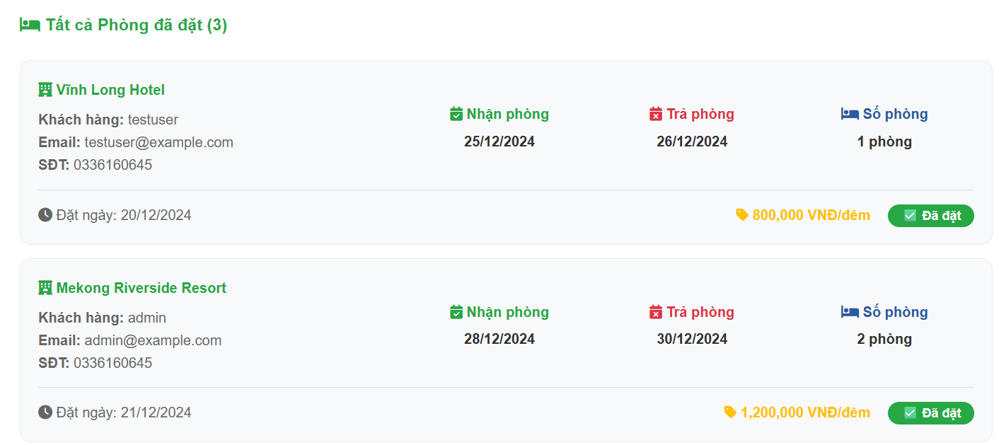 Tất cả Phòng đã đặt (3)
Vĩnh Long Hotel
Khách hàng: testuser
Email: testuser@example.com
SĐT: 0336160645
Nhận phòng
25/12/2024
Trả phòng
26/12/2024
Số phòng
1 phòng
Đặt ngày: 20/12/2024
800,000 VNĐ/đêm
Đã đặt
Mekong Riverside Resort
Khách hàng: admin
Email: admin@example.com
SĐT: 0336160645
Nhận phòng
28/12/2024
Trả phòng
30/12/2024
Số phòng
2 phòng
Đặt ngày: 21/12/2024
1,200,000 VNĐ/đêm
Đã đặt